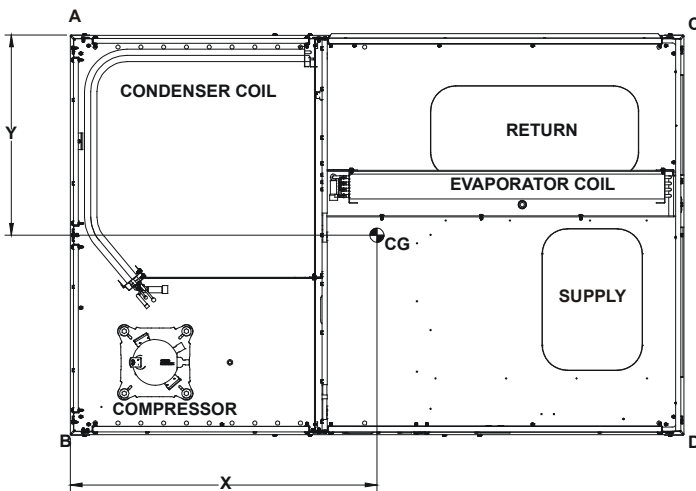 A
C
CONDENSER COIL
Y
RETURN
EVAPORATOR COIL
CG
SUPPLY
COMPRESSOR
B
D
X